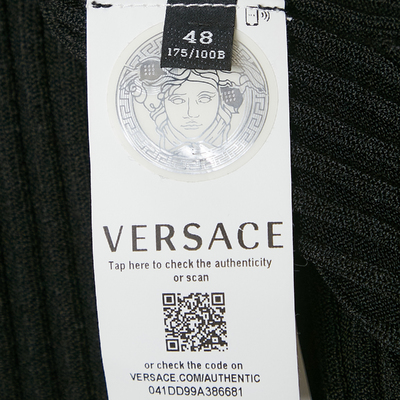 48
175/100B
VERSACE
Tap here to check the authenticity
or scan
or check the code on
VERSACE.COM/AUTHENTIC
041DD99A386681